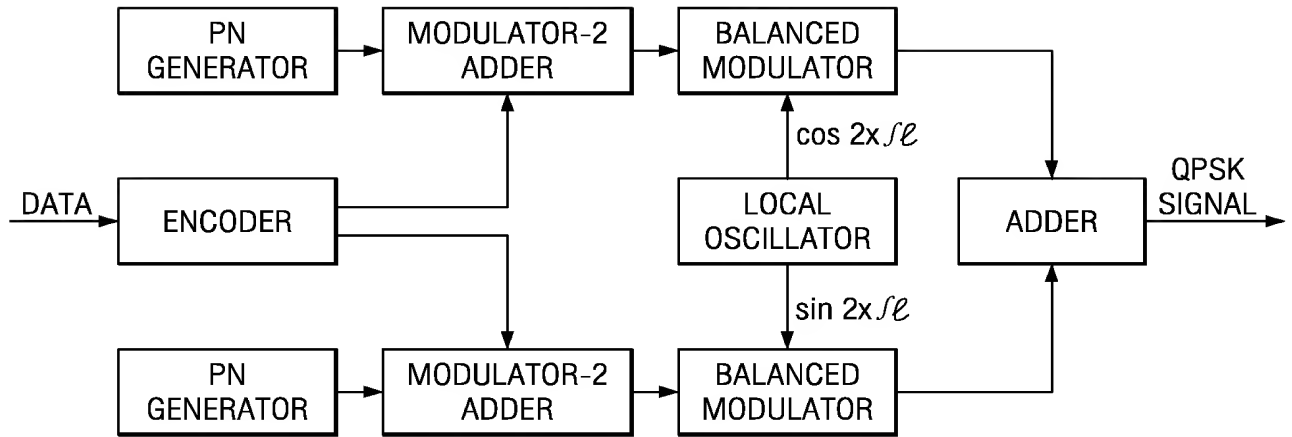 PN
GENERATOR
MODULATOR-2
ADDER
BALANCED
MODULATOR
cos 2x ∫ℓ
DATA
ENCODER
LOCAL
OSCILLATOR
ADDER
QPSK
SIGNAL
sin 2x ∫ℓ
PN
GENERATOR
MODULATOR-2
ADDER
BALANCED
MODULATOR